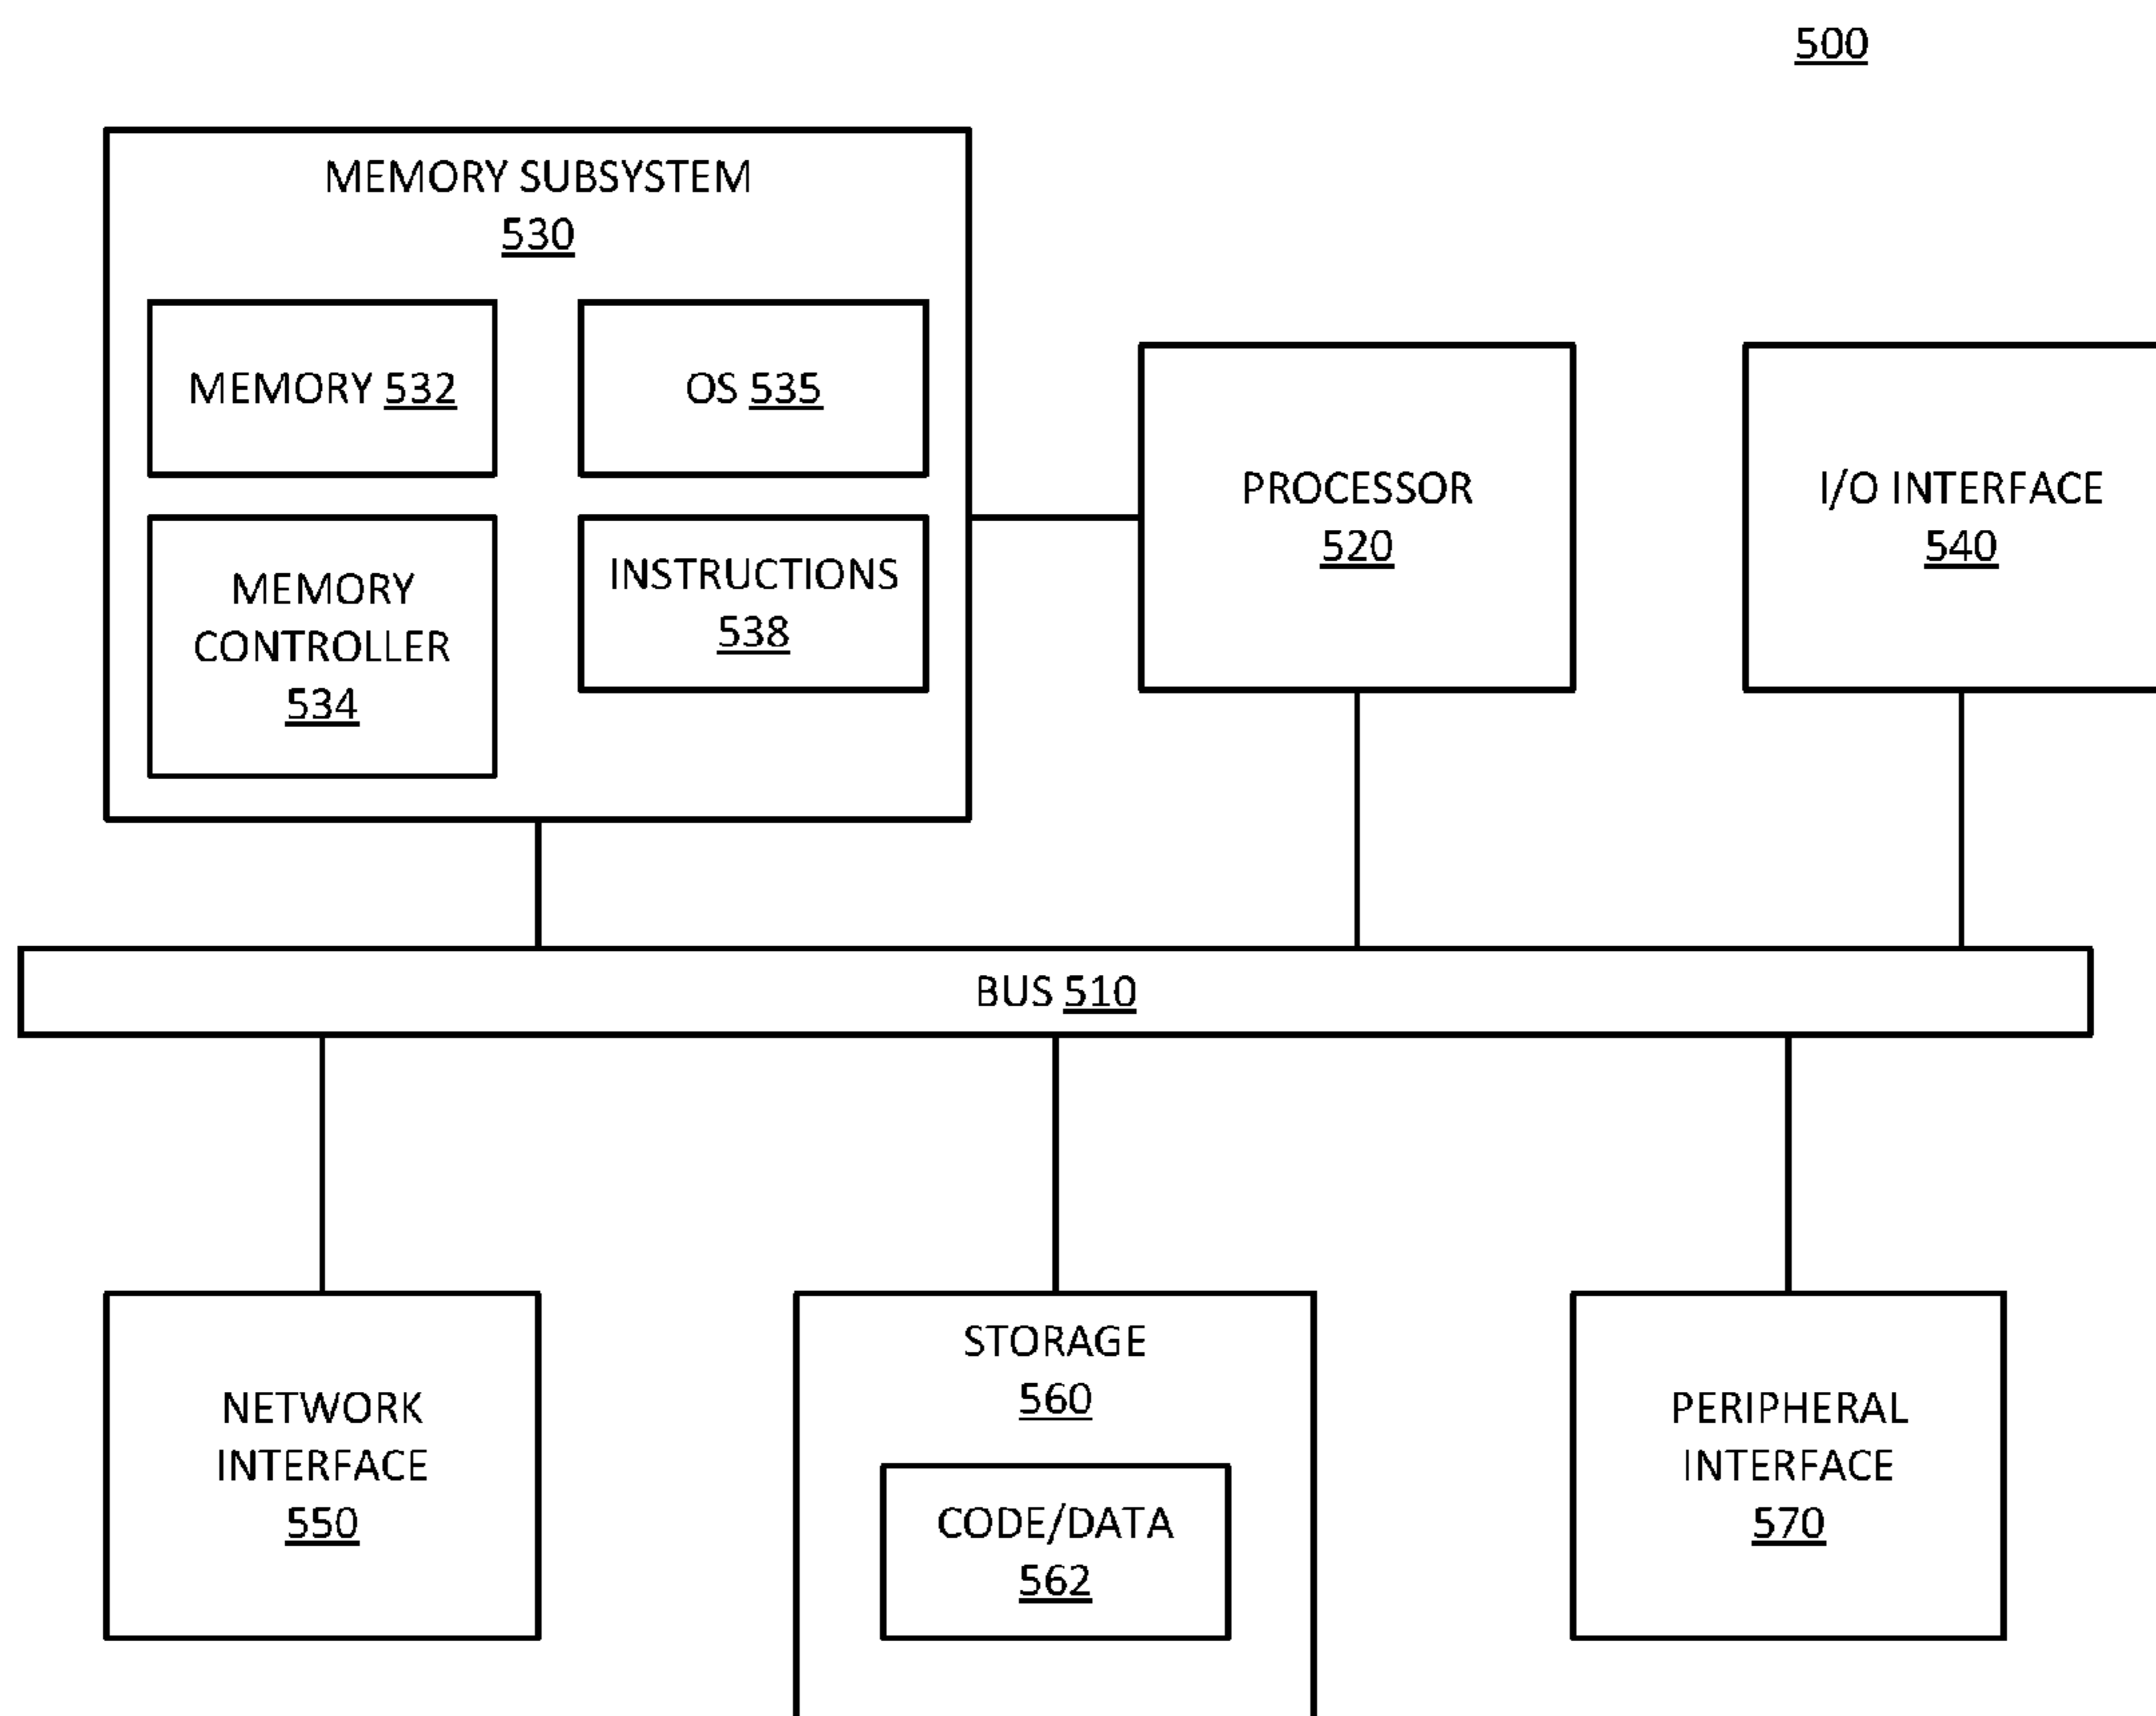 500
MEMORY SUBSYSTEM
530
MEMORY 532
OS 535
MEMORY
CONTROLLER
534
INSTRUCTIONS
538
PROCESSOR
520
I/O INTERFACE
540
BUS 510
NETWORK
INTERFACE
550
STORAGE
560
CODE/DATA
562
PERIPHERAL
INTERFACE
570